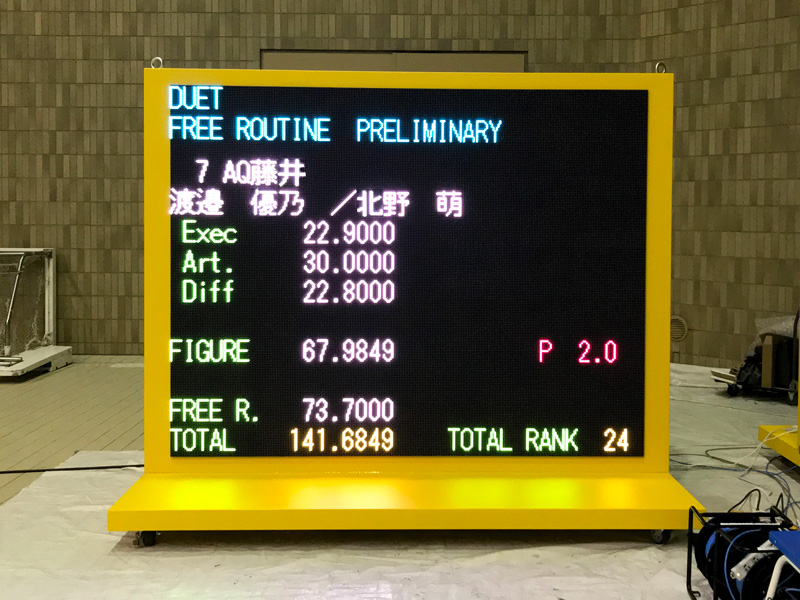 DUET
FREE ROUTINE PRELIMINARY
7 AQ藤井
渡邉 優乃 ／北野 萌
Exec 22.9000
Art. 30.0000
Diff 22.8000
FIGURE 67.9849 P 2.0
FREE R. 73.7000
TOTAL 141.6849 TOTAL RANK 24